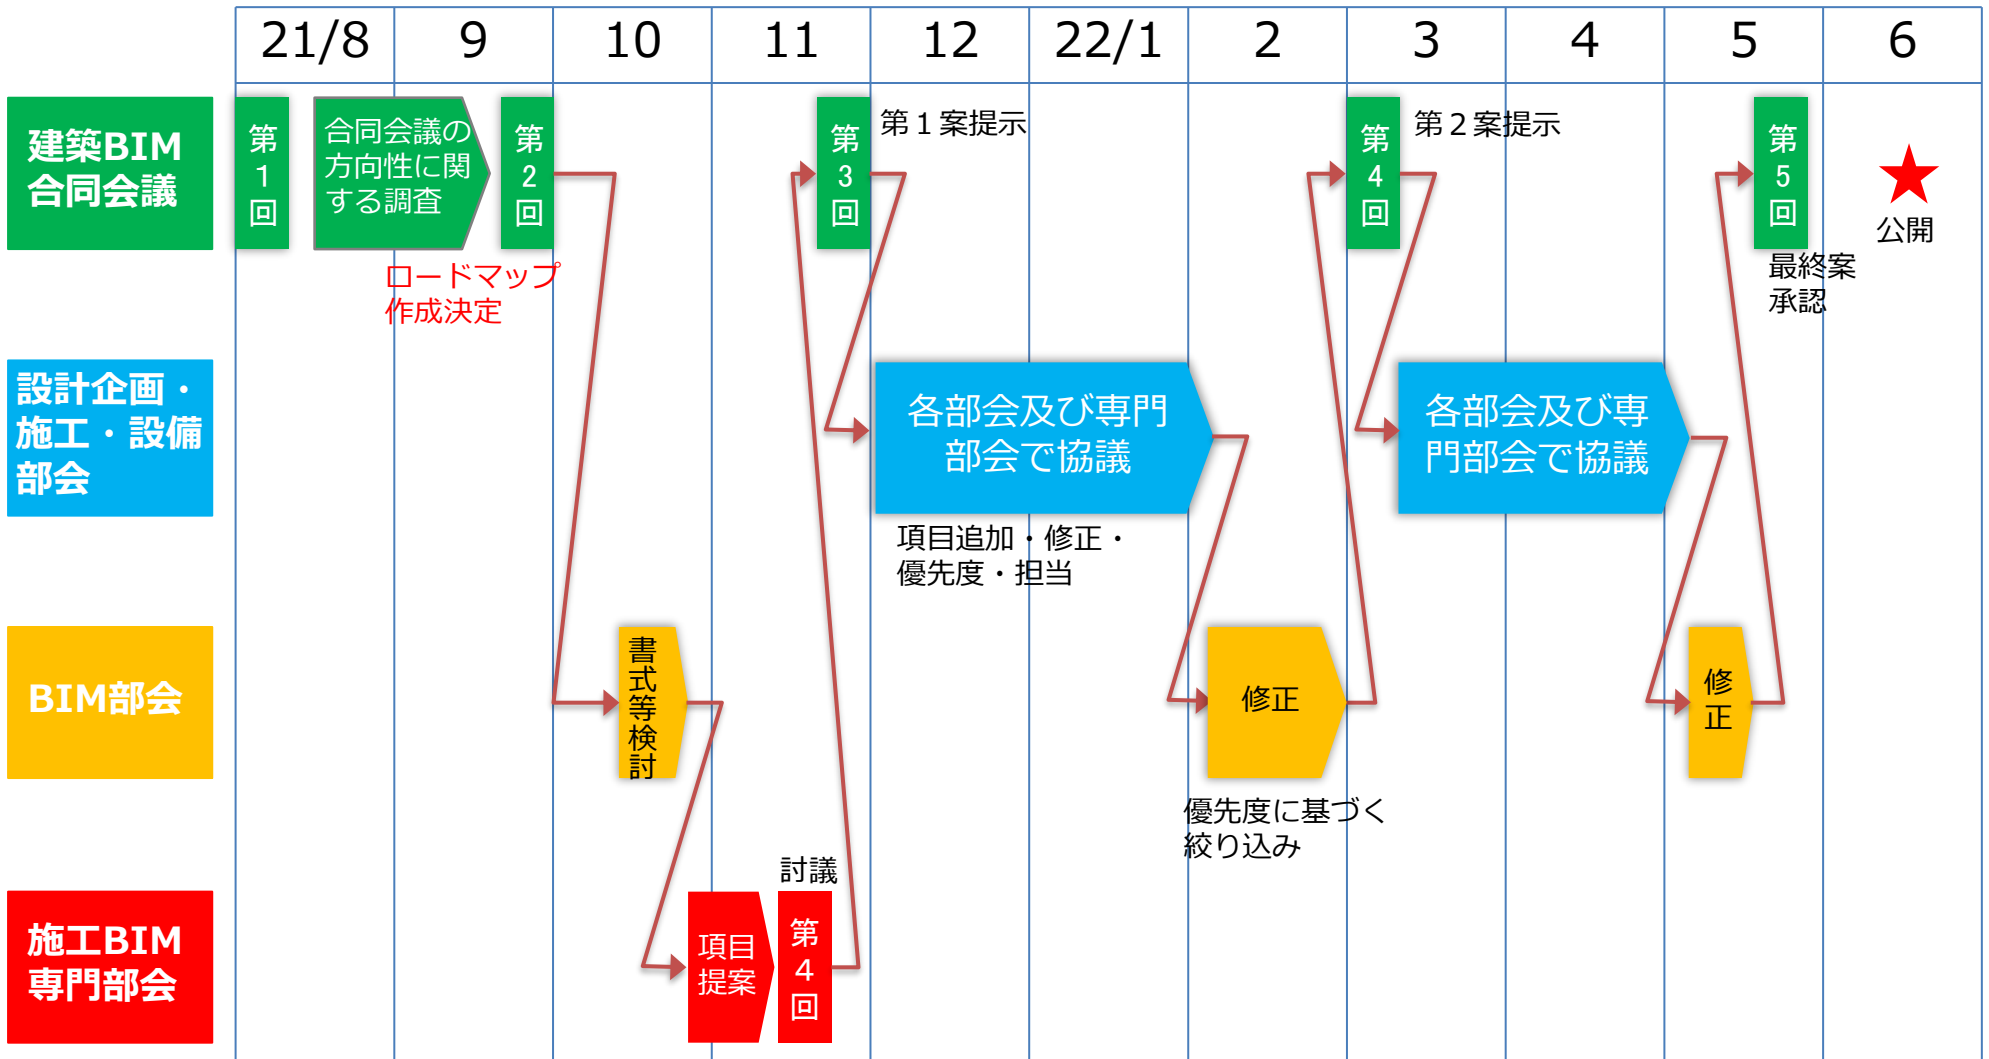 21/8 9 10 11 12 22/1 2 3 4 5 6
建築BIM
合同会議
第
1
回
合同会議の
方向性に関
する調査
第
2
回
ロードマップ
作成決定
第
3
回
第１案提示
第
4
回
第２案提示
第
5
回
最終案
承認
公開
設計企画・
施工・設備
部会
各部会及び専門
部会で協議
項目追加・修正・
優先度・担当
各部会及び専
門部会で協議
BIM部会
書
式
等
検
討
修正
優先度に基づく
絞り込み
修
正
施工BIM
専門部会
項目
提案
討議
第
４
回